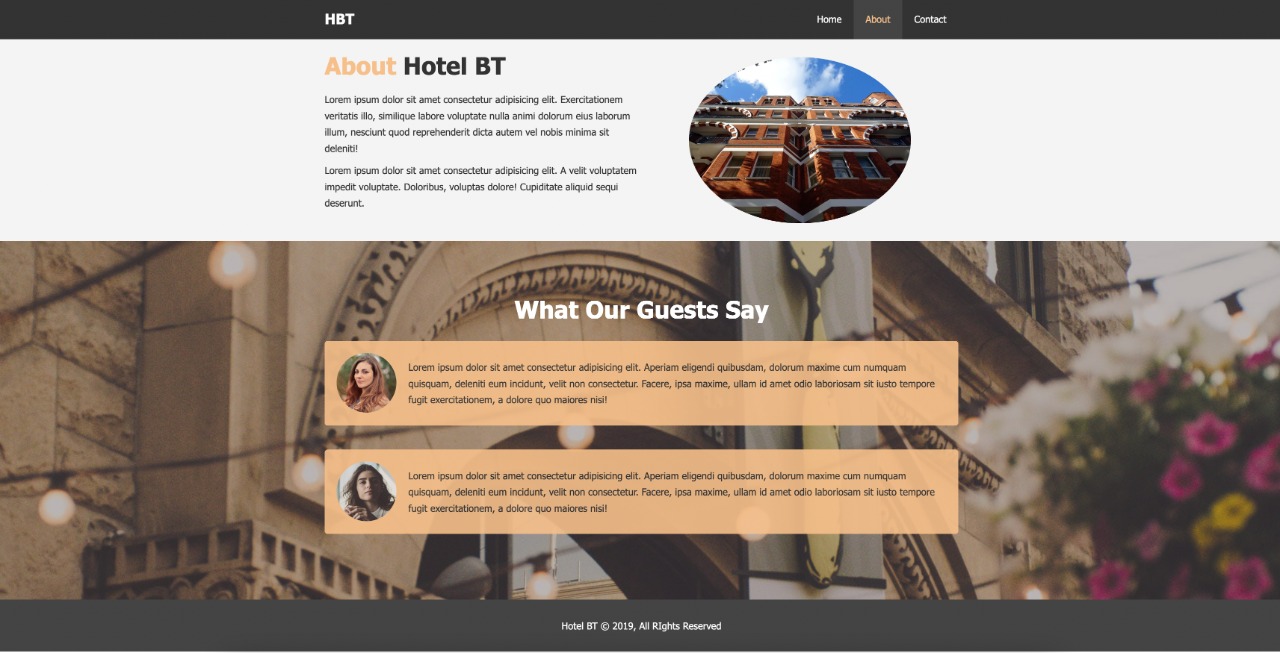 HBT
Home
About
Contact
About Hotel BT
Lorem ipsum dolor sit amet consectetur adipisicing elit. Exercitationem
veritatis illo, similique labore voluptate nulla animi dolorum eius laborum
illum, nesciunt quod reprehenderit dicta autem vel nobis minima sit
deleniti!
Lorem ipsum dolor sit amet consectetur adipisicing elit. A velit voluptatem
impedit voluptate. Doloribus, voluptas dolore! Cupiditate aliquid sequi
deserunt.
What Our Guests Say
Lorem ipsum dolor sit amet consectetur adipisicing elit. Aperiam eligendi quibusdam, dolorum maxime cum numquam
quisquam, deleniti eum incidunt, velit non consectetur. Facere, ipsa maxime, ullam id amet odio laboriosam sit iusto tempore
fugit exercitationem, a dolore quo maiores nisi!
Lorem ipsum dolor sit amet consectetur adipisicing elit. Aperiam eligendi quibusdam, dolorum maxime cum numquam
quisquam, deleniti eum incidunt, velit non consectetur. Facere, ipsa maxime, ullam id amet odio laboriosam sit iusto tempore
fugit exercitationem, a dolore quo maiores nisi!
Hotel BT © 2019, All RIghts Reserved